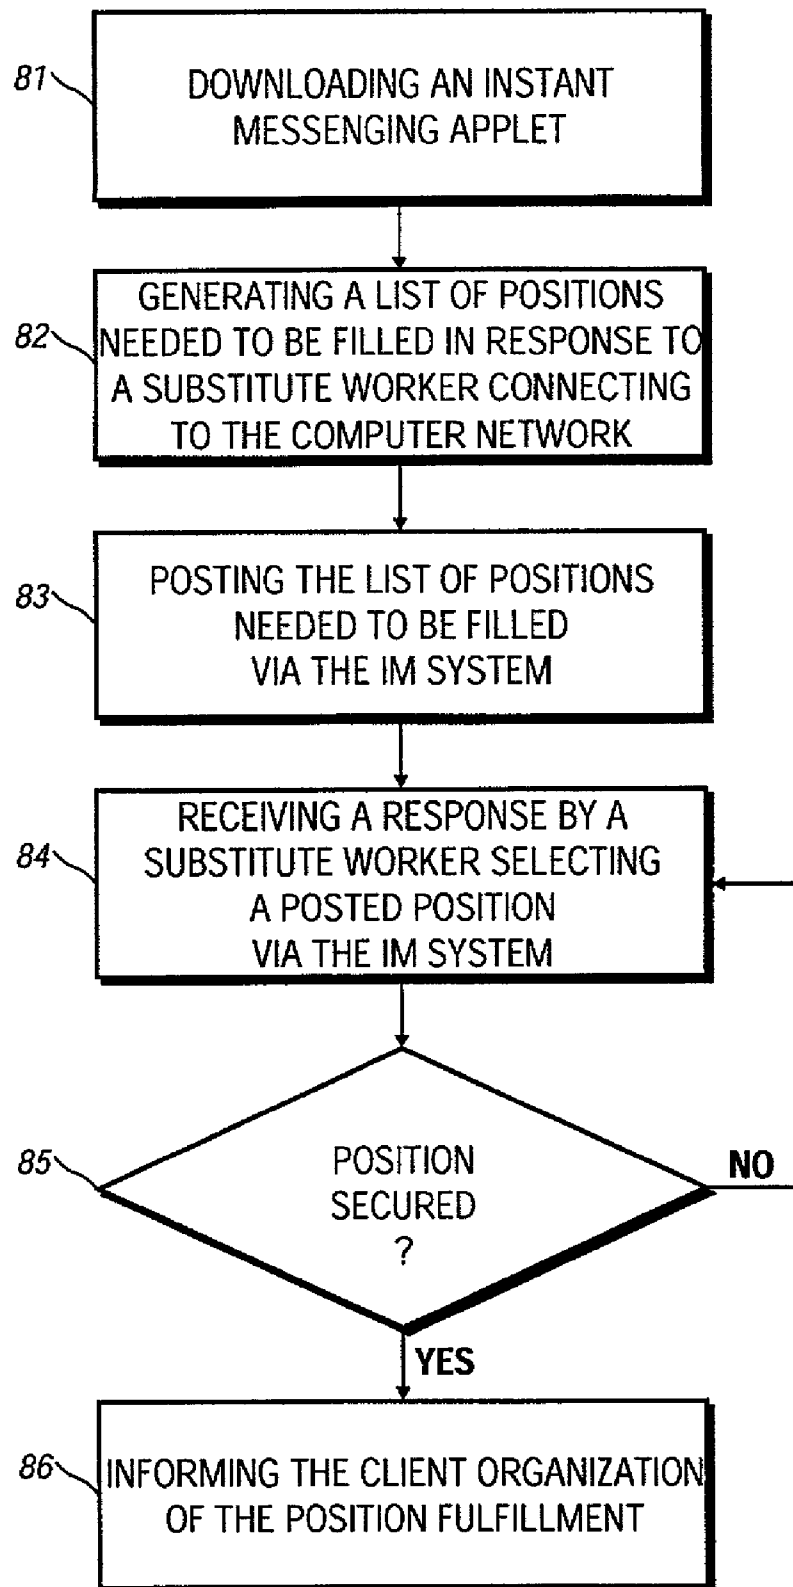 81
DOWNLOADING AN INSTANT
MESSENGING APPLET
82
GENERATING A LIST OF POSITIONS
NEEDED TO BE FILLED IN RESPONSE TO
A SUBSTITUTE WORKER CONNECTING
TO THE COMPUTER NETWORK
83
POSTING THE LIST OF POSITIONS
NEEDED TO BE FILLED
VIA THE IM SYSTEM
84
RECEIVING A RESPONSE BY A
SUBSTITUTE WORKER SELECTING
A POSTED POSITION
VIA THE IM SYSTEM
85
POSITION
SECURED
?
NO
YES
86
INFORMING THE CLIENT ORGANIZATION
OF THE POSITION FULFILLMENT